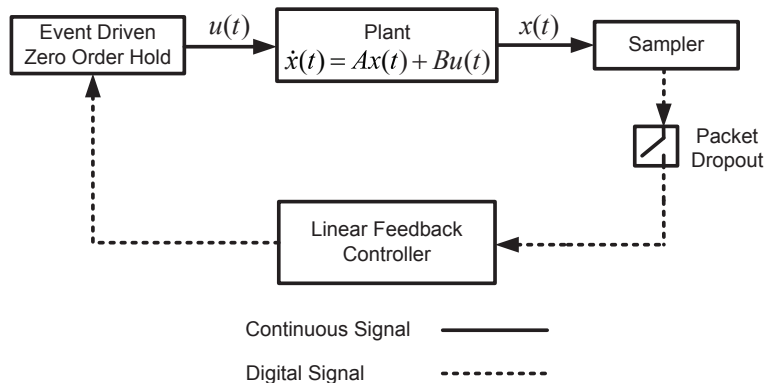 Event Driven
Zero Order Hold
u(t)
Plant
ẋ(t) = Ax(t) + Bu(t)
x(t)
Sampler
Packet
Dropout
Linear Feedback
Controller
Continuous Signal
Digital Signal